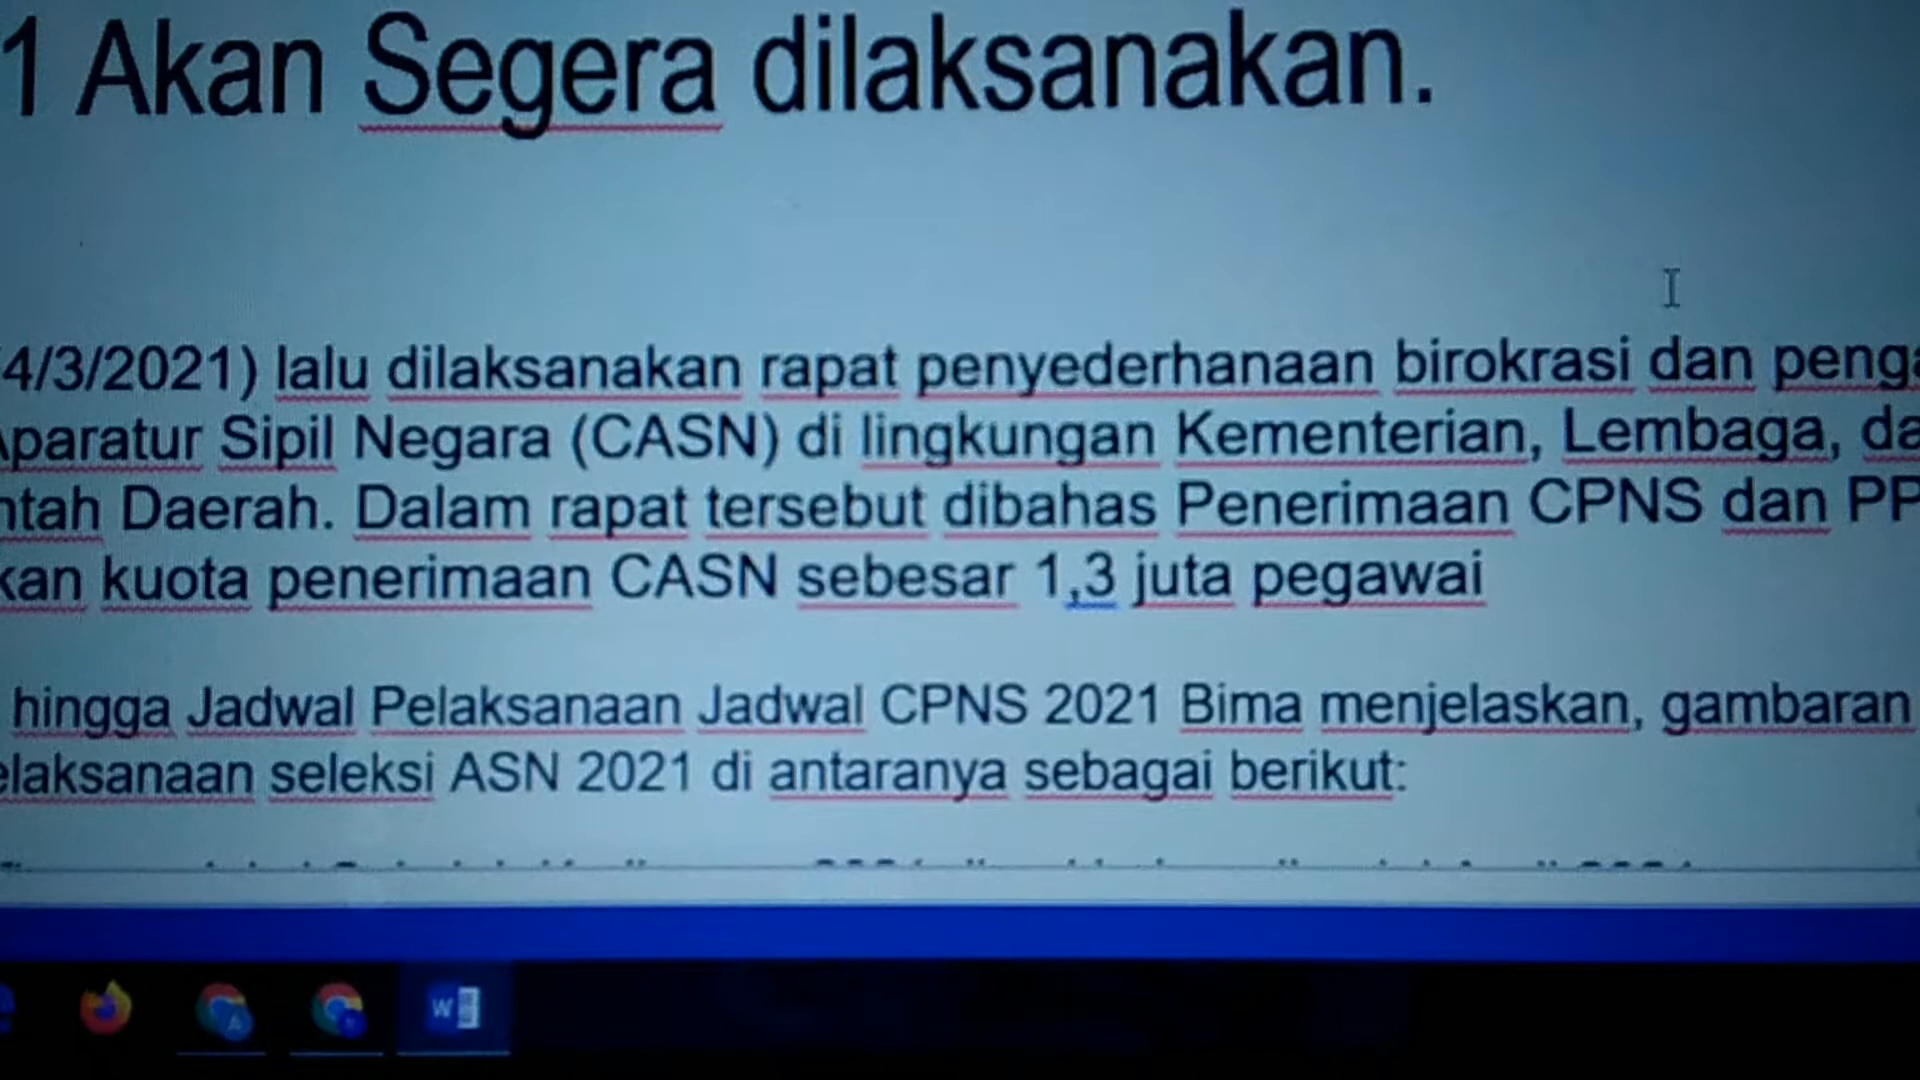 1 Akan Segera dilaksanakan.
4/3/2021) lalu dilaksanakan rapat penyederhanaan birokrasi dan peng
Aparatur Sipil Negara (CASN) di lingkungan Kementerian, Lembaga, da
ntah Daerah. Dalam rapat tersebut dibahas Penerimaan CPNS dan PP
kan kuota penerimaan CASN sebesar 1,3 juta pegawai
hingga Jadwal Pelaksanaan Jadwal CPNS 2021 Bima menjelaskan, gambaran
elaksanaan seleksi ASN 2021 di antaranya sebagai berikut: